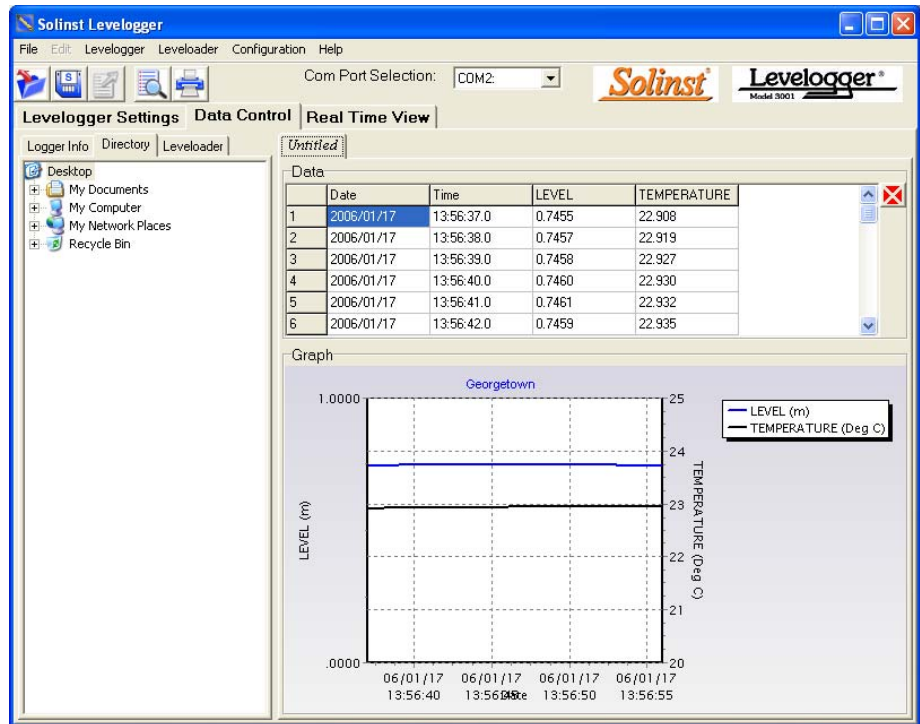 Solinst Levelogger
File Edit Levelogger Leveloader Configuration Help
Com Port Selection: COM2:
Solinst
Levelogger
Model 3001
Levelogger Settings Data Control Real Time View
Logger Info Directory Leveloader
Untitled
Desktop
My Documents
My Computer
My Network Places
Recycle Bin
Data
Date Time LEVEL TEMPERATURE
1 2006/01/17 13:56:37.0 0.7455 22.908
2 2006/01/17 13:56:38.0 0.7457 22.919
3 2006/01/17 13:56:39.0 0.7458 22.927
4 2006/01/17 13:56:40.0 0.7460 22.930
5 2006/01/17 13:56:41.0 0.7461 22.932
6 2006/01/17 13:56:42.0 0.7459 22.935
Graph
Georgetown
1.0000
.0000
LEVEL (m)
25
24
23
22
21
20
TEMPERATURE (Deg C)
LEVEL (m)
TEMPERATURE (Deg C)
06/01/17 06/01/17 06/01/17 06/01/17
13:56:40 13:56: 13:56:50 13:56:55